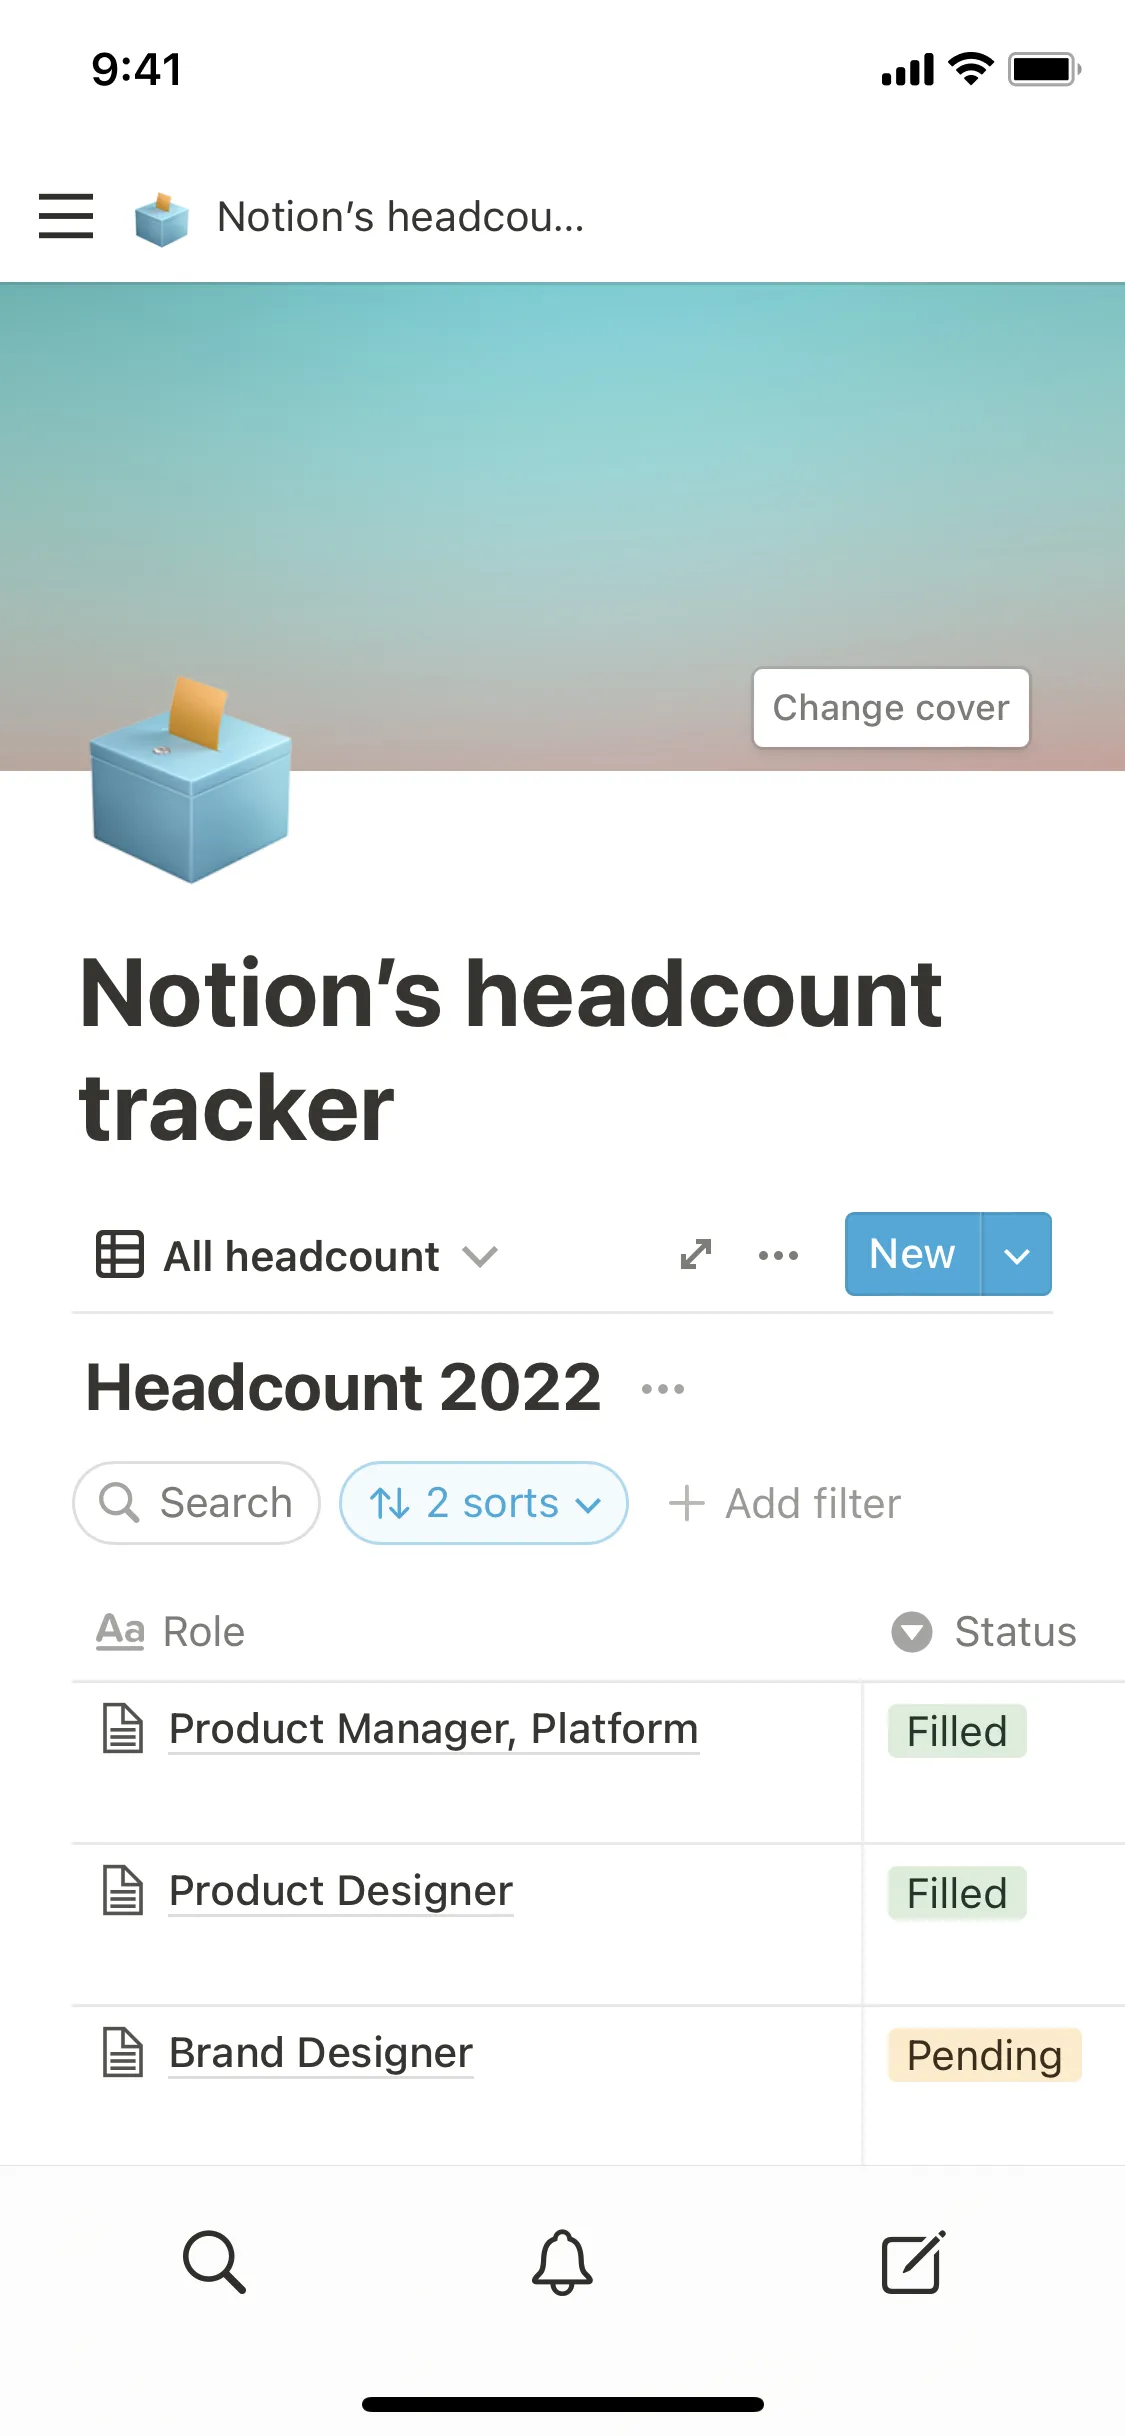 9:41
Notion’s headcou...
Change cover
Notion’s headcount
tracker
All headcount
New
Headcount 2022
Search
2 sorts
Add filter
Aa Role
Status
Product Manager, Platform
Filled
Product Designer
Filled
Brand Designer
Pending